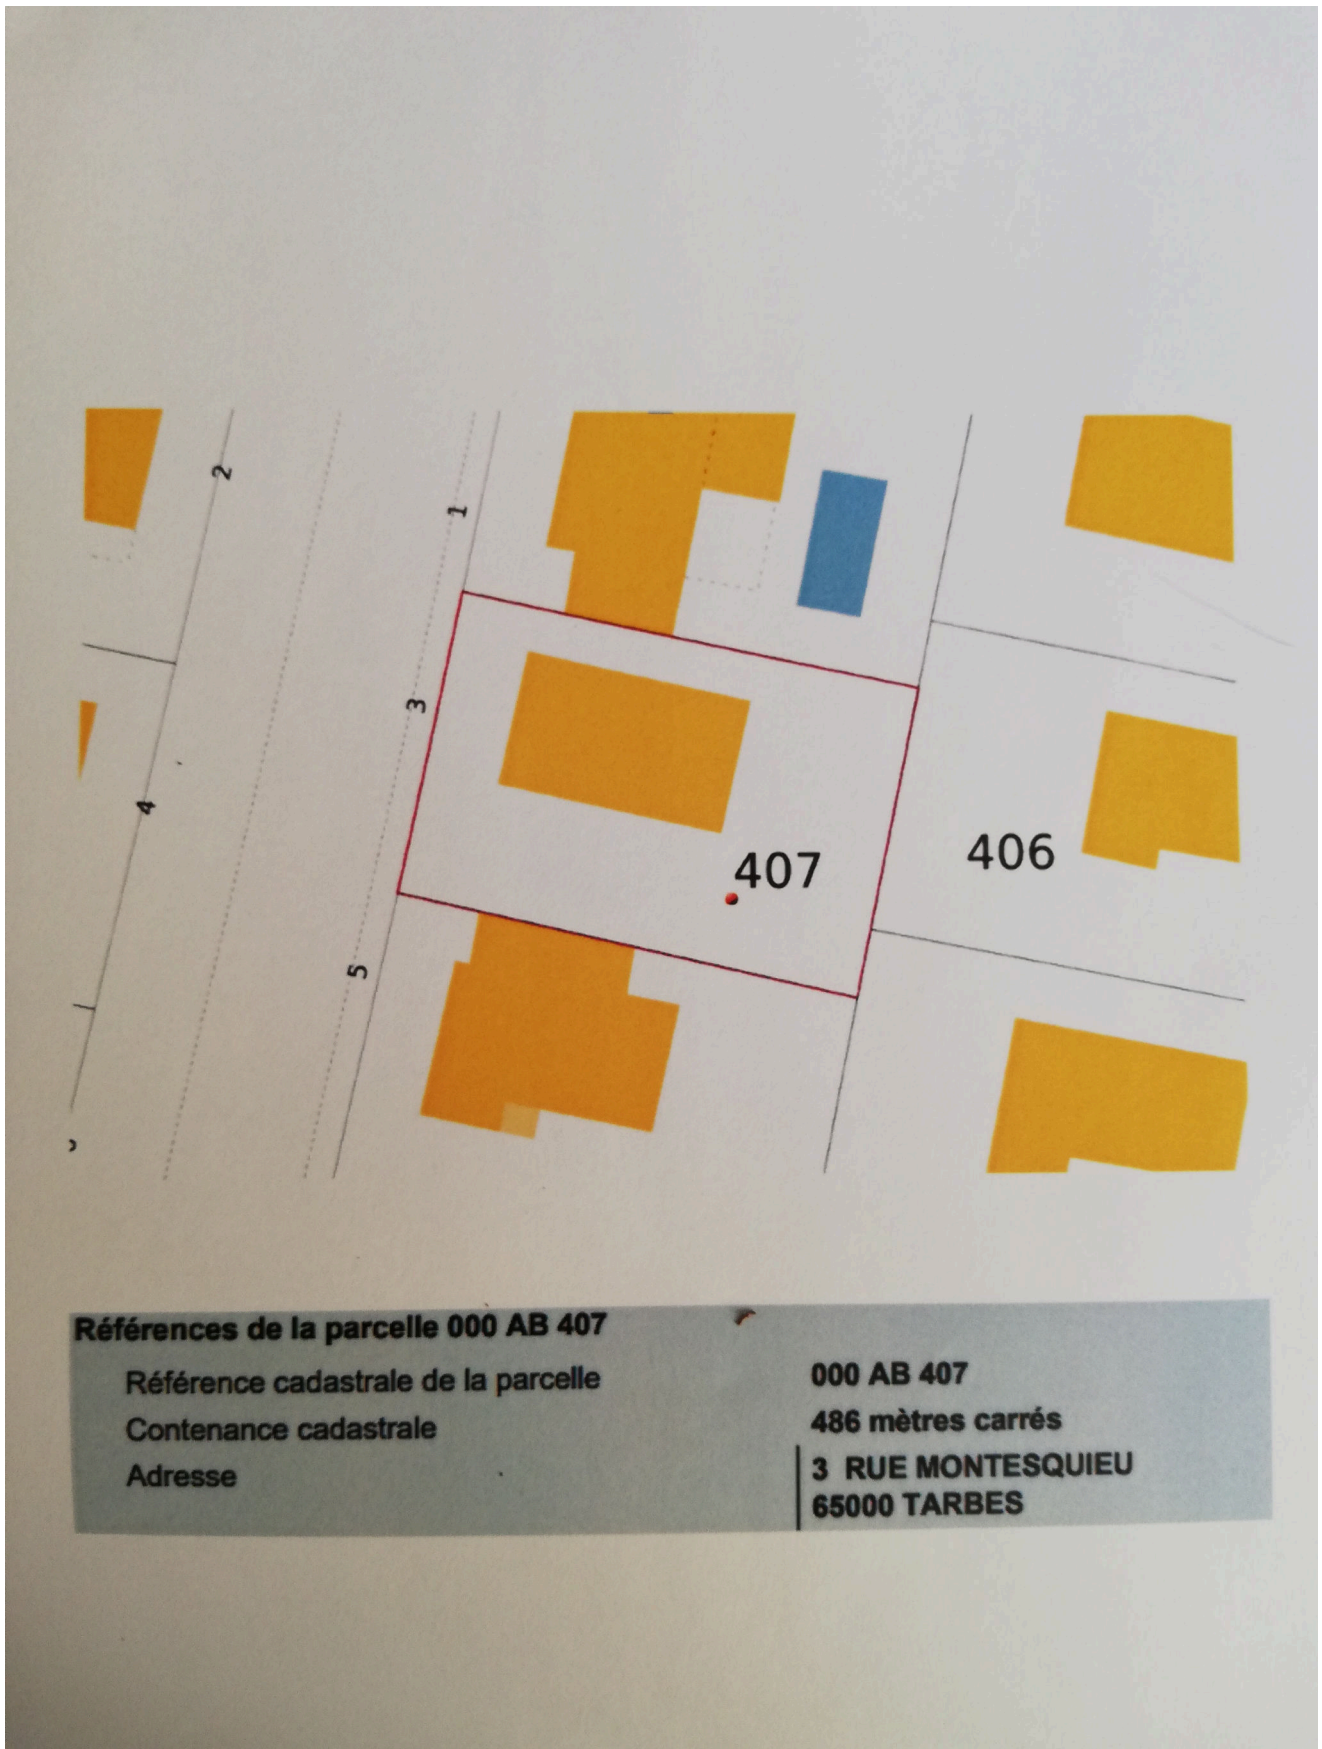 2
1
3
4
407
406
5
Références de la parcelle 000 AB 407
Référence cadastrale de la parcelle 000 AB 407
Contenance cadastrale 486 mètres carrés
Adresse 3 RUE MONTESQUIEU
65000 TARBES